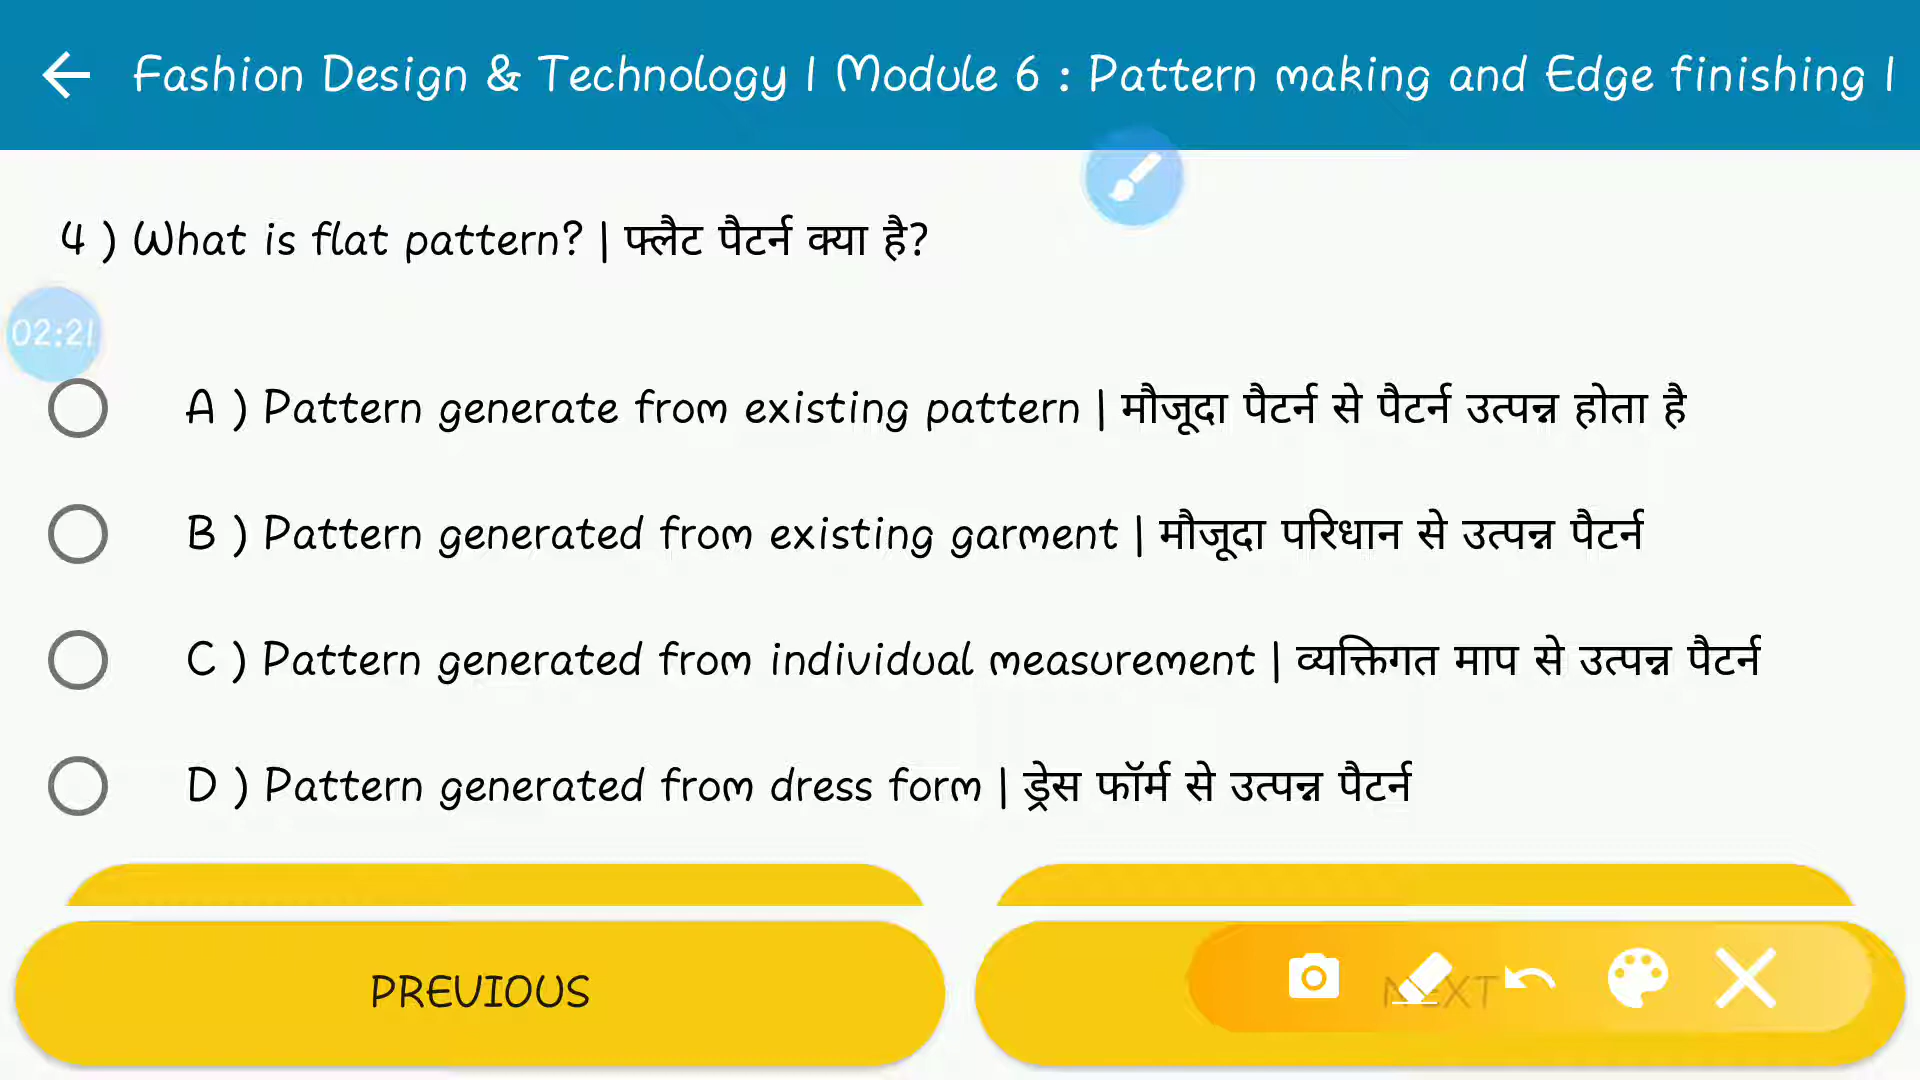 Fashion Design & Technology | Module 6 : Pattern making and Edge finishing |
4 ) What is flat pattern? | फ्लैट पैटर्न क्या है?
02:21
A ) Pattern generate from existing pattern | मौजूदा पैटर्न से पैटर्न उत्पन्न होता है
B ) Pattern generated from existing garment | मौजूदा परिधान से उत्पन्न पैटर्न
C ) Pattern generated from individual measurement | व्यक्तिगत माप से उत्पन्न पैटर्न
D ) Pattern generated from dress form | ड्रेस फॉर्म से उत्पन्न पैटर्न
PREVIOUS
NEXT